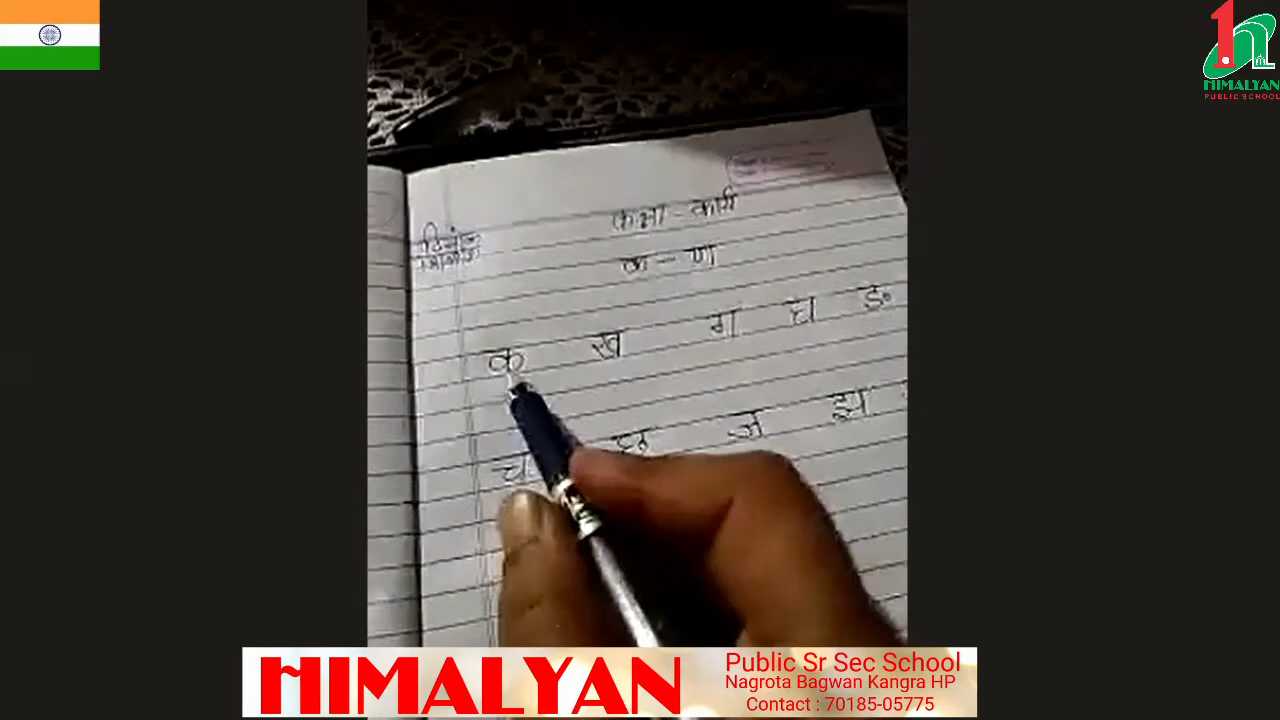 HIMALYAN
PUBLIC SCHOOL
कक्षा - कार्य
दिनांक
क - ण
क ख ग घ ङ
च छ ज झ
HIMALYAN
Public Sr Sec School
Nagrota Bagwan Kangra HP
Contact : 70185-05775